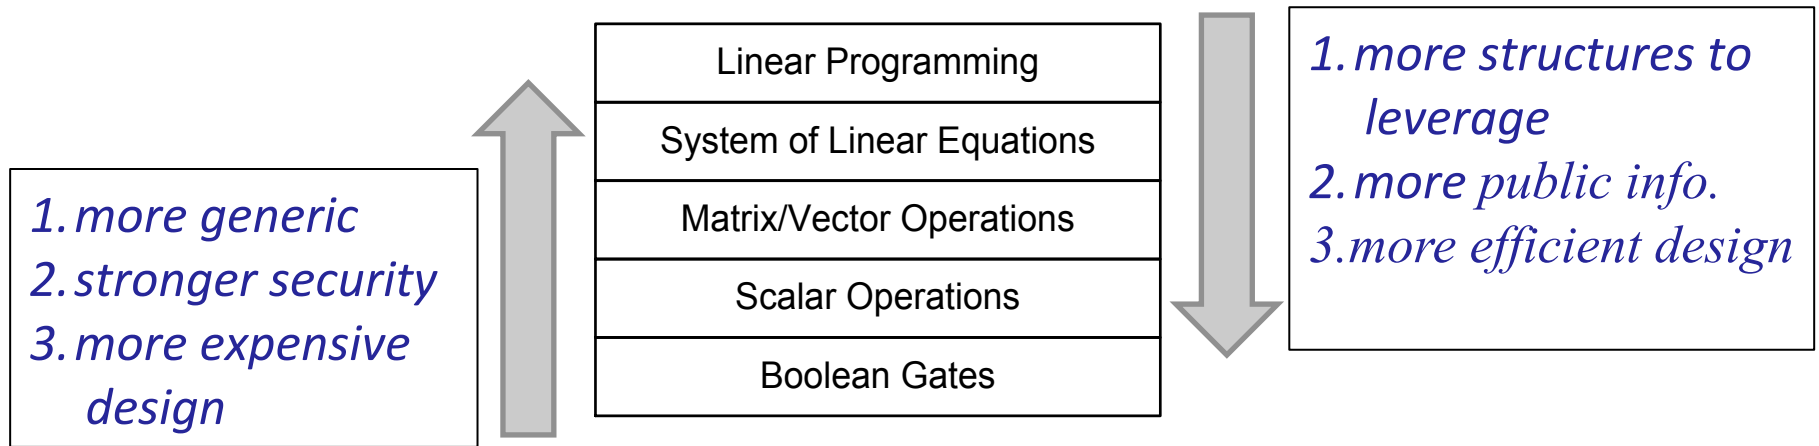 Linear Programming
System of Linear Equations
Matrix/Vector Operations
Scalar Operations
Boolean Gates
1. more generic
2. stronger security
3. more expensive
design
1. more structures to
leverage
2. more public info.
3. more efficient design